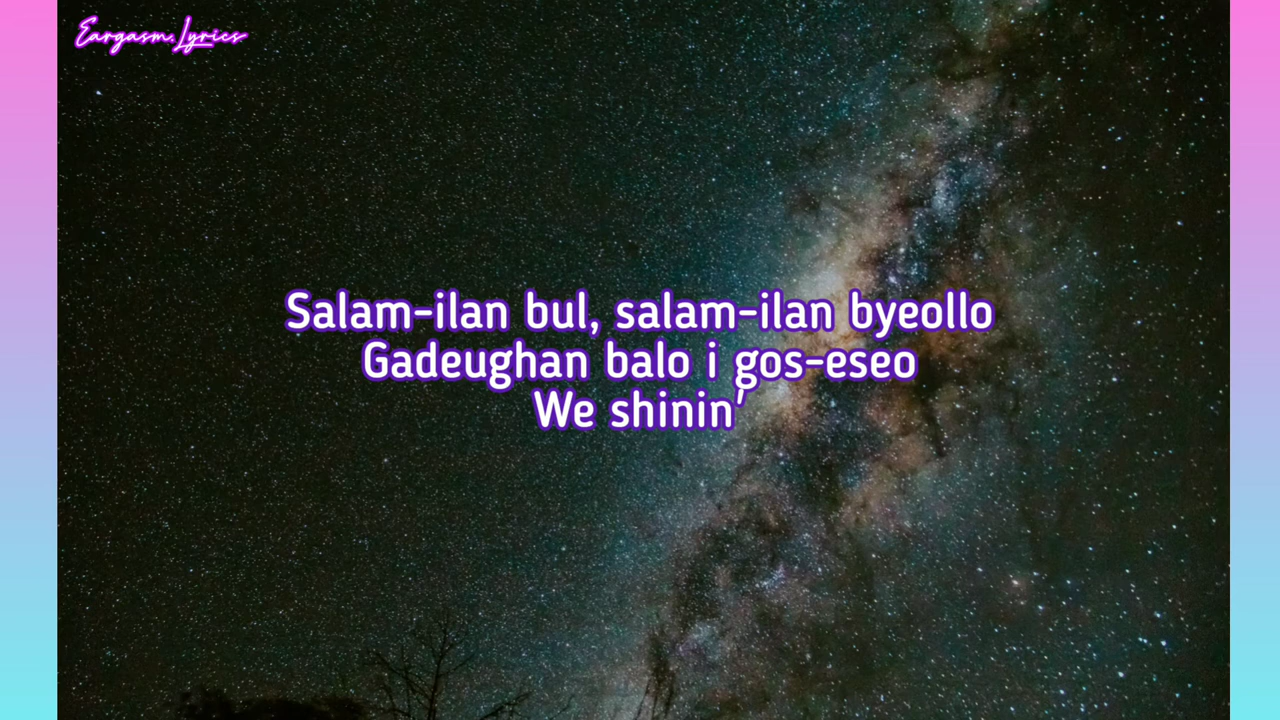 Eargasm.Lyrics
Salam-ilan bul, salam-ilan byeollo
Gadeughan balo i gos-eseo
We shinin'